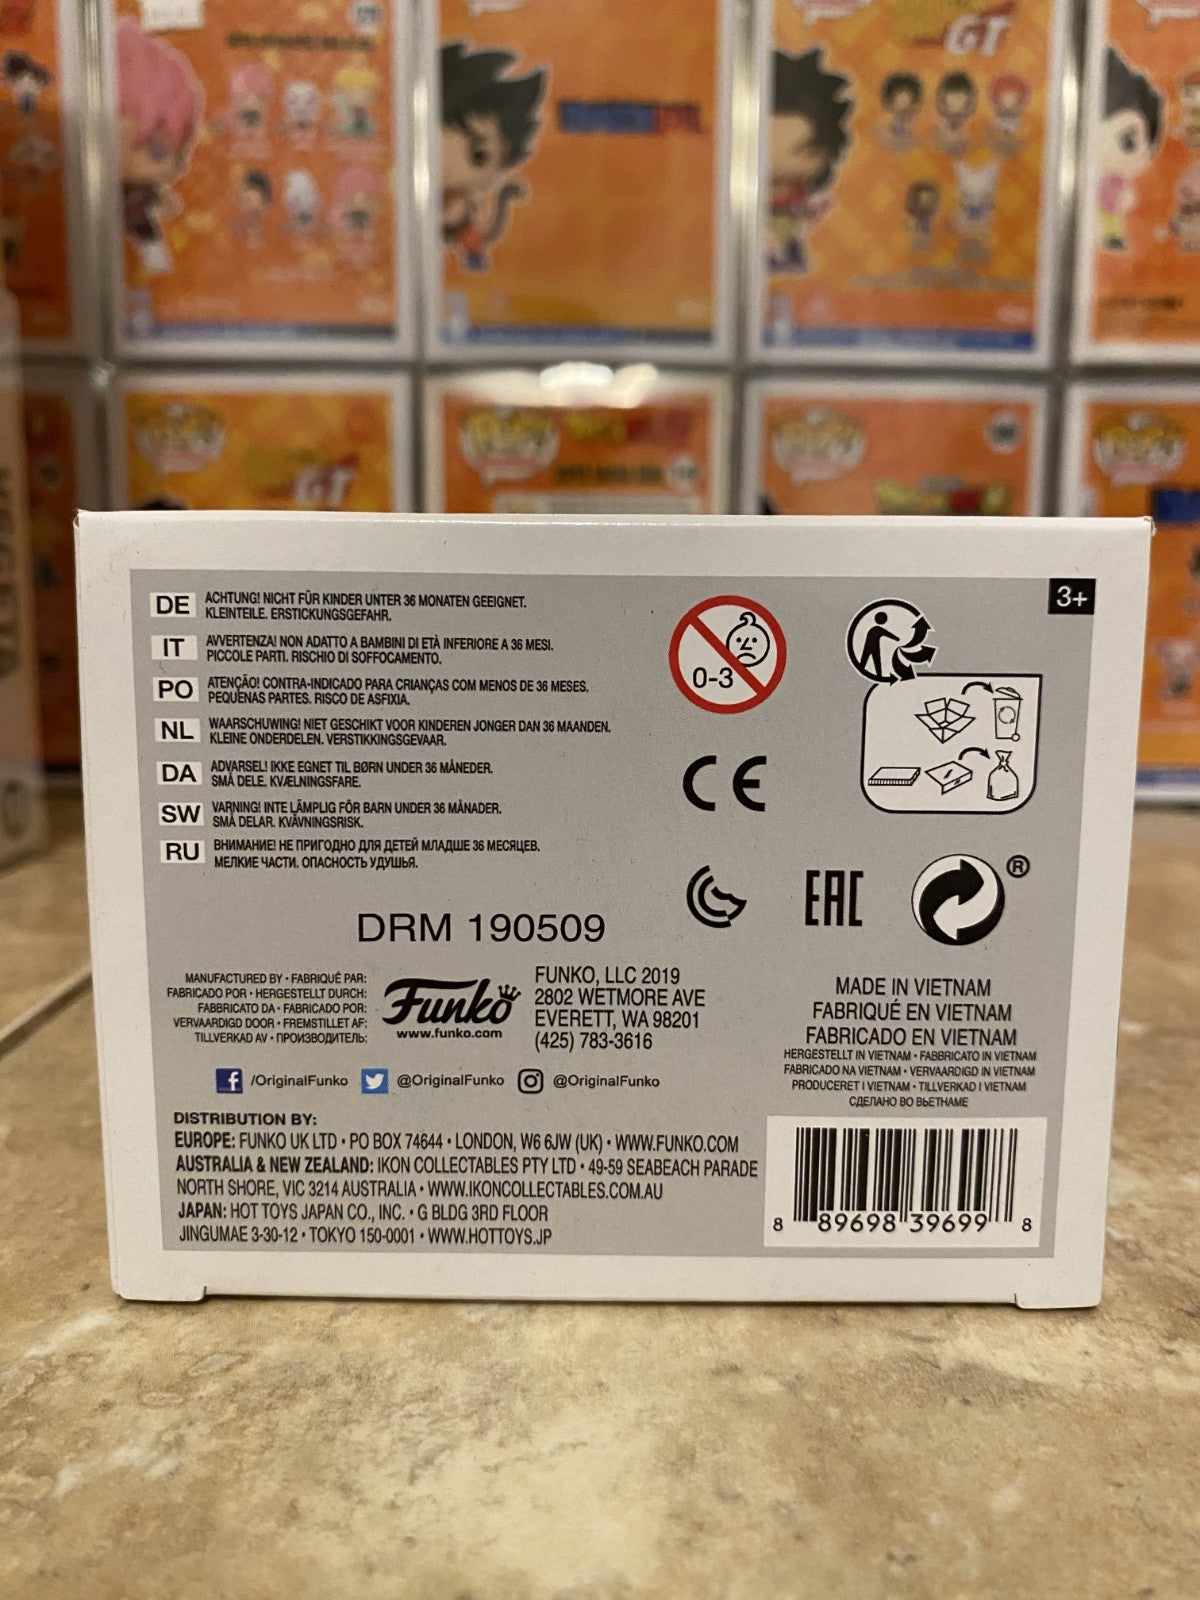 GT
GT
3+
DE ACHTUNG! NICHT FÜR KINDER UNTER 36 MONATEN GEEIGNET.
KLEINTEILE. ERSTICKUNGSGEFAHR.
IT AVVERTENZA! NON ADATTO A BAMBINI DI ETÀ INFERIORE A 36 MESI.
PICCOLE PARTI. RISCHIO DI SOFFOCAMENTO.
PO ATENÇÃO! CONTRA-INDICADO PARA CRIANÇAS COM MENOS DE 36 MESES.
PEQUENAS PARTES. RISCO DE ASFIXIA.
NL WAARSCHUWING! NIET GESCHIKT VOOR KINDEREN JONGER DAN 36 MAANDEN.
KLEINE ONDERDELEN. VERSTIKKINGSGEVAAR.
DA ADVARSEL! IKKE EGNET TIL BØRN UNDER 36 MÅNEDER.
SMÅ DELE. KVÆLNINGSFARE.
SW VARNING! INTE LÄMPLIG FÖR BARN UNDER 36 MÅNADER.
SMÅ DELAR. KVÄVNINGSRISK.
RU ВНИМАНИЕ! НЕ ПРИГОДНО ДЛЯ ДЕТЕЙ МЛАДШЕ 36 МЕСЯЦЕВ.
МЕЛКИЕ ЧАСТИ. ОПАСНОСТЬ УДУШЬЯ.
0-3
CE
EAC
®
DRM 190509
MANUFACTURED BY • FABRIQUÉ PAR:
FABRICADO POR • HERGESTELLT DURCH:
FABBRICATO DA • FABRICADO POR:
VERVAARDIGD DOOR • FREMSTILLET AF:
TILLVERKAD AV • ПРОИЗВОДИТЕЛЬ:
Funko
www.funko.com
FUNKO, LLC 2019
2802 WETMORE AVE
EVERETT, WA 98201
(425) 783-3616
MADE IN VIETNAM
FABRIQUÉ EN VIETNAM
FABRICADO EN VIETNAM
HERGESTELLT IN VIETNAM • FABBRICATO IN VIETNAM
FABRICADO NA VIETNAM • VERVAARDIGD IN VIETNAM
PRODUCERET I VIETNAM • TILLVERKAD I VIETNAM
СДЕЛАНО ВО ВЬЕТНАМЕ
/OriginalFunko @OriginalFunko @OriginalFunko
DISTRIBUTION BY:
EUROPE: FUNKO UK LTD • PO BOX 74644 • LONDON, W6 6JW (UK) • WWW.FUNKO.COM
AUSTRALIA & NEW ZEALAND: IKON COLLECTABLES PTY LTD • 49-59 SEABEACH PARADE
NORTH SHORE, VIC 3214 AUSTRALIA • WWW.IKONCOLLECTABLES.COM.AU
JAPAN: HOT TOYS JAPAN CO., INC. • G BLDG 3RD FLOOR
JINGUMAE 3-30-12 • TOKYO 150-0001 • WWW.HOTTOYS.JP
8 89698 39699 8